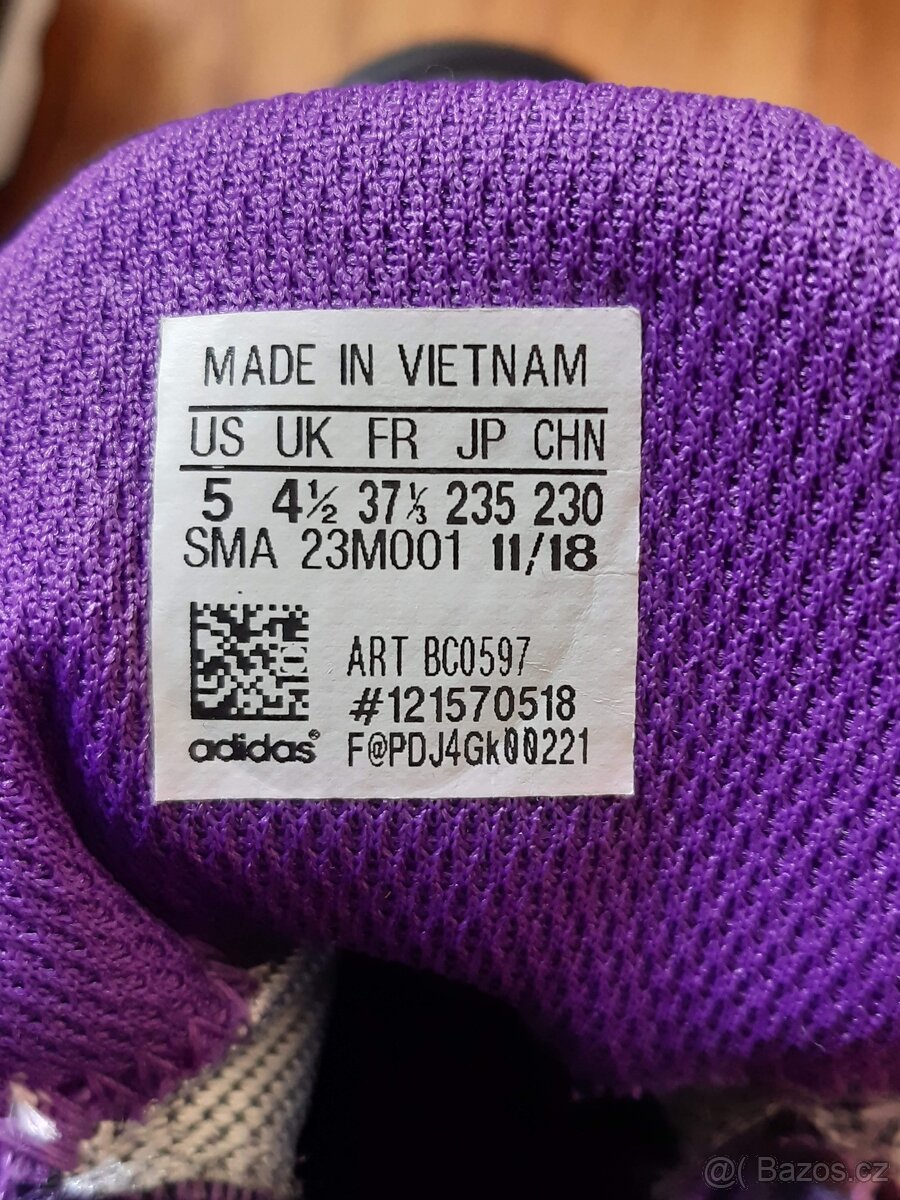 MADE IN VIETNAM
US UK FR JP CHN
5 4½ 37⅓ 235 230
SMA 23M001 11/18
ART BC0597
#121570518
adidas® F@PDJ4Gk00221
@( Bazos.cz